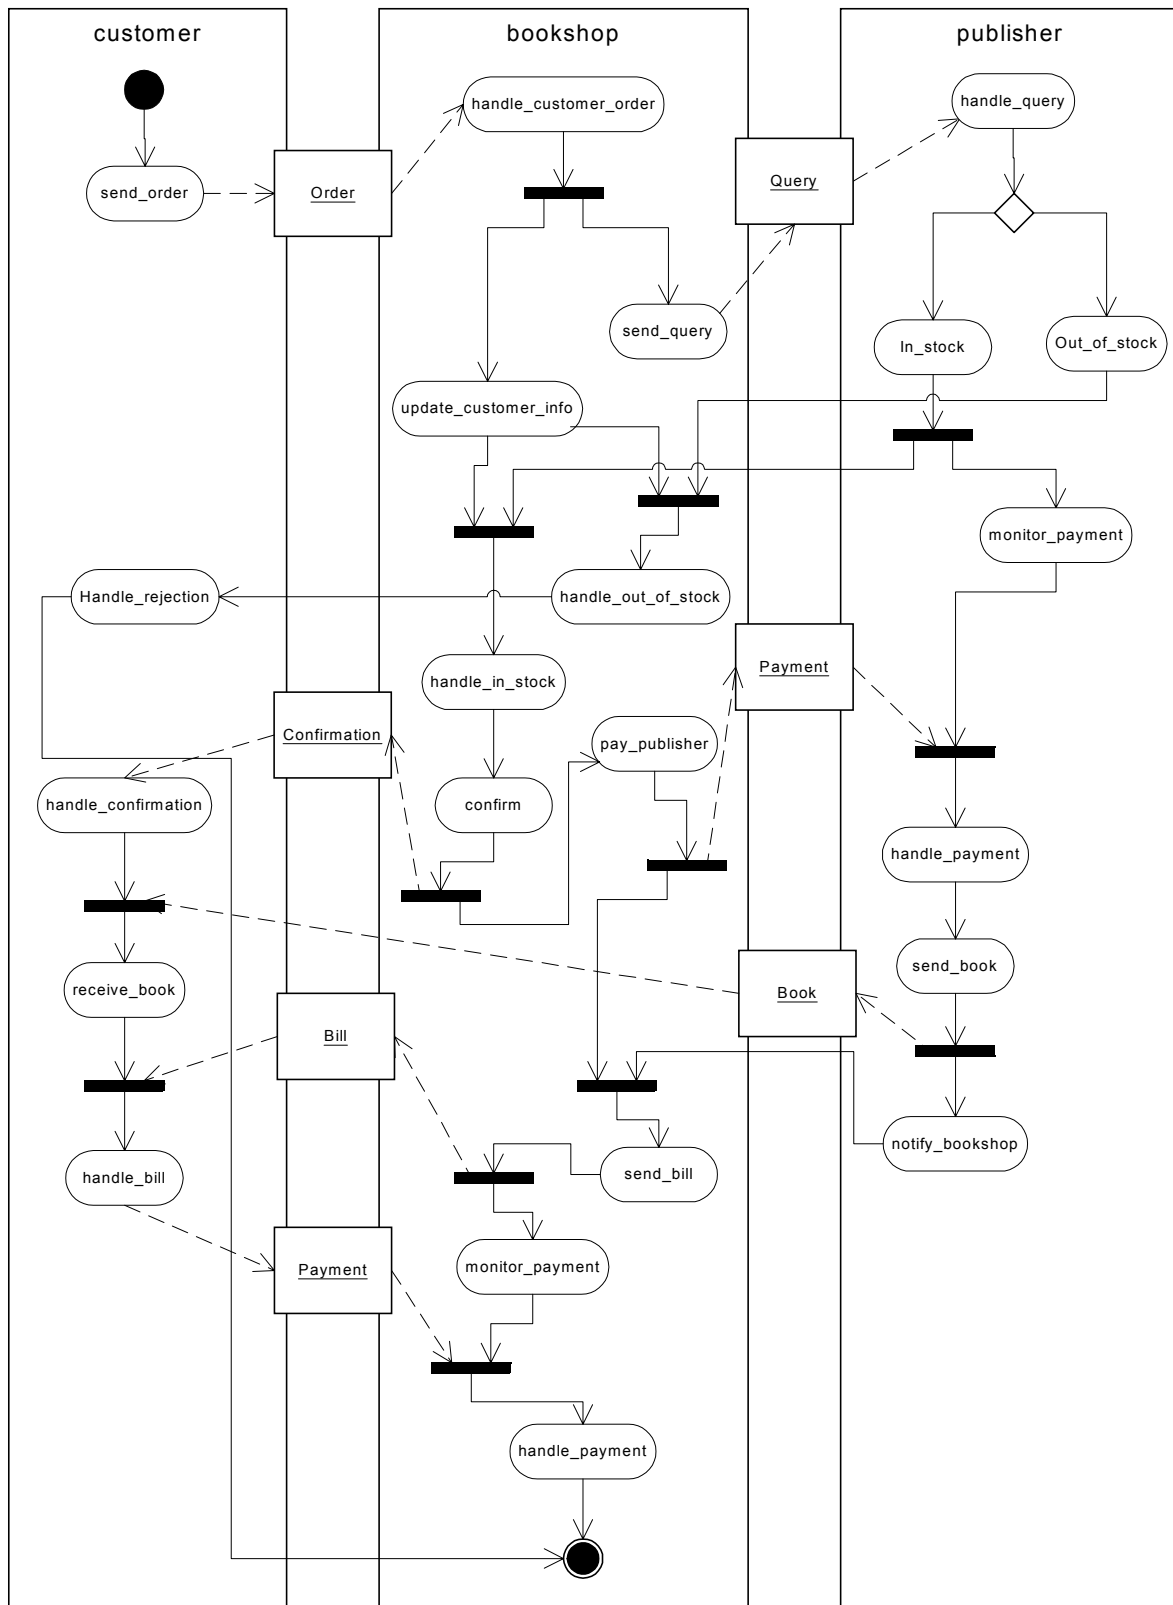 customer
bookshop
publisher
handle_customer_order
handle_query
send_order
Order
Query
send_query
In_stock
Out_of_stock
update_customer_info
monitor_payment
Handle_rejection
handle_out_of_stock
handle_in_stock
Payment
Confirmation
pay_publisher
handle_confirmation
confirm
handle_payment
send_book
receive_book
Book
Bill
notify_bookshop
handle_bill
send_bill
Payment
monitor_payment
handle_payment